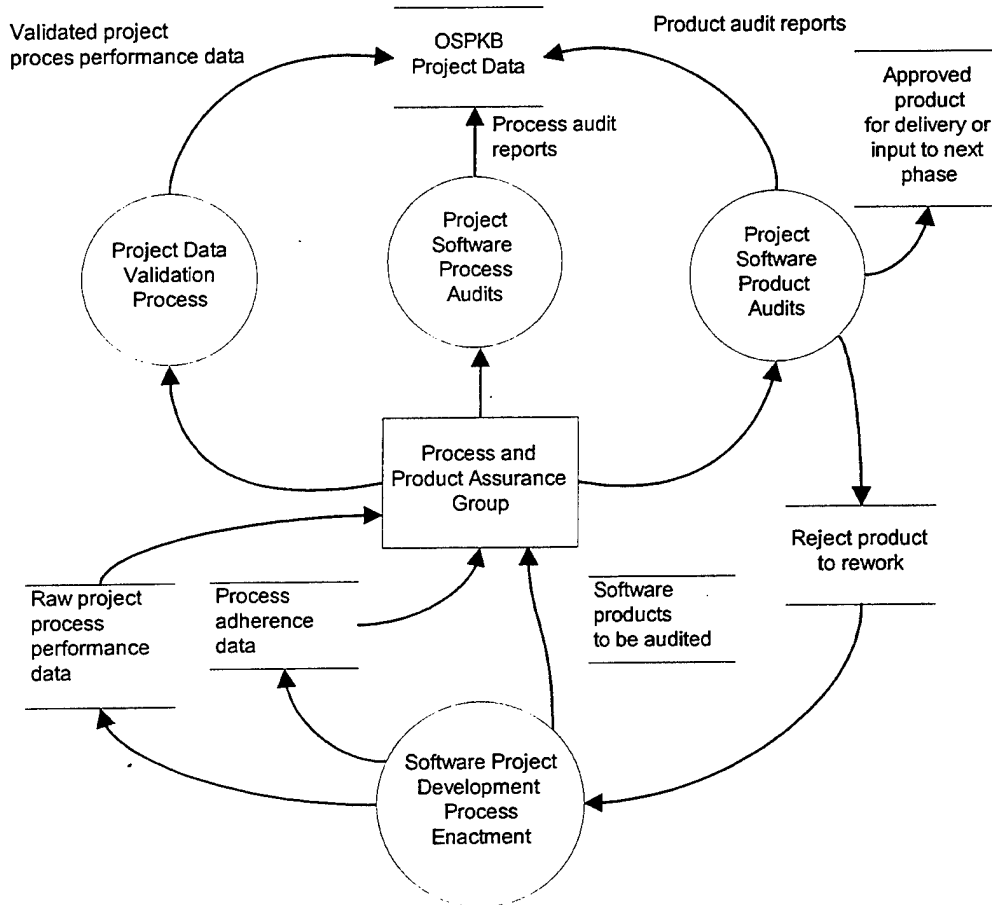 Validated project
proces performance data
OSPKB
Project Data
Product audit reports
Approved
product
for delivery or
input to next
phase
Process audit
reports
Project Data
Validation
Process
Project
Software
Process
Audits
Project
Software
Product
Audits
Process and
Product Assurance
Group
Reject product
to rework
Raw project
process
performance
data
Process
adherence
data
Software
products
to be audited
Software Project
Development
Process
Enactment